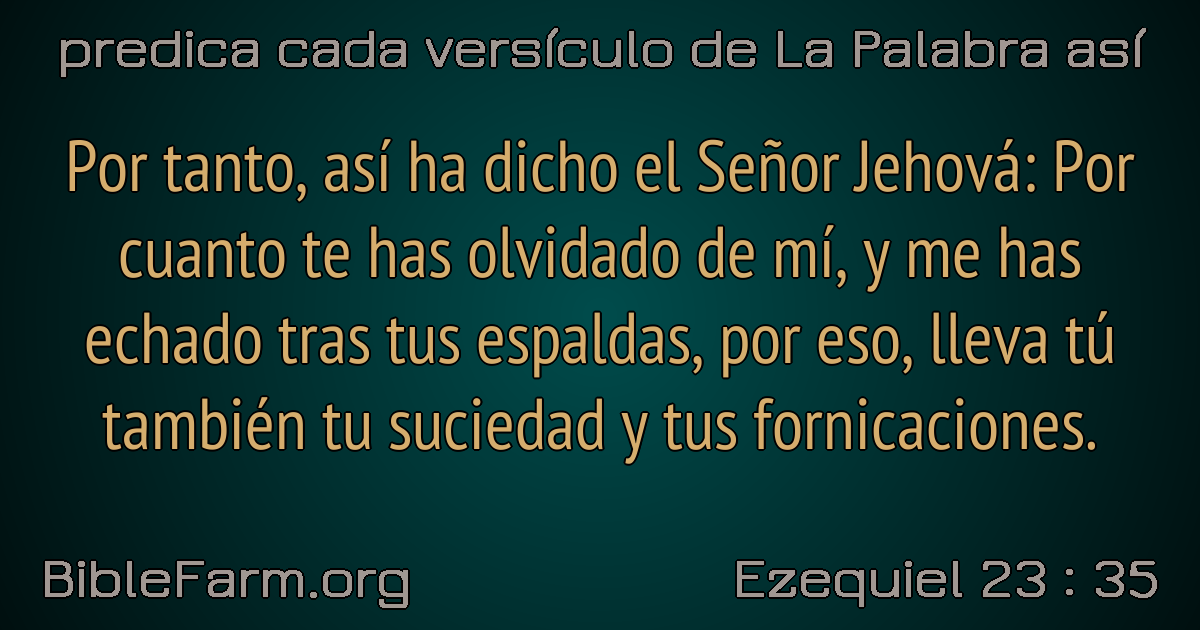 predica cada versículo de La Palabra así
Por tanto, así ha dicho el Señor Jehová: Por
cuanto te has olvidado de mí, y me has
echado tras tus espaldas, por eso, lleva tú
también tu suciedad y tus fornicaciones.
BibleFarm.org
Ezequiel 23 : 35